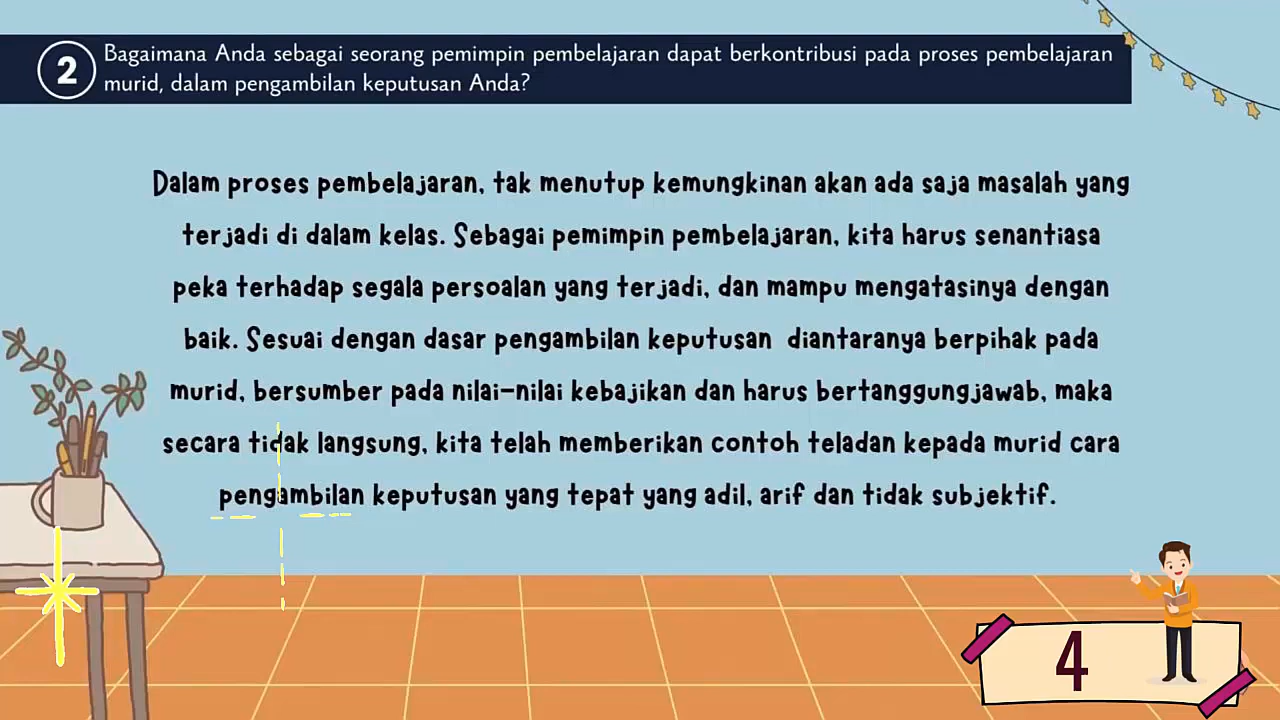 2
Bagaimana Anda sebagai seorang pemimpin pembelajaran dapat berkontribusi pada proses pembelajaran
murid, dalam pengambilan keputusan Anda?
Dalam proses pembelajaran, tak menutup kemungkinan akan ada saja masalah yang
terjadi di dalam kelas. Sebagai pemimpin pembelajaran, kita harus senantiasa
peka terhadap segala persoalan yang terjadi, dan mampu mengatasinya dengan
baik. Sesuai dengan dasar pengambilan keputusan diantaranya berpihak pada
murid, bersumber pada nilai-nilai kebajikan dan harus bertanggungjawab, maka
secara tidak langsung, kita telah memberikan contoh teladan kepada murid cara
pengambilan keputusan yang tepat yang adil, arif dan tidak subjektif.
4